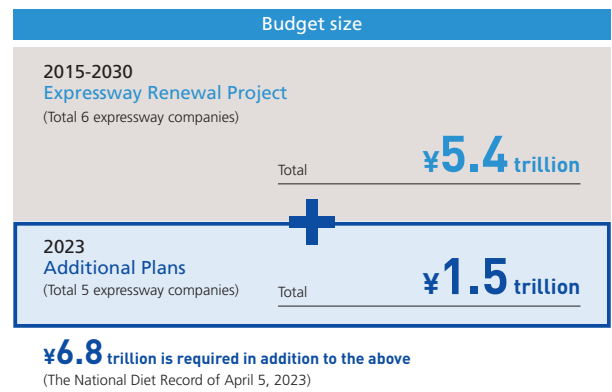 Budget size
2015-2030
Expressway Renewal Project
(Total 6 expressway companies)
Total ¥5.4 trillion
+
2023
Additional Plans
(Total 5 expressway companies)
Total ¥1.5 trillion
¥6.8 trillion is required in addition to the above
(The National Diet Record of April 5, 2023)